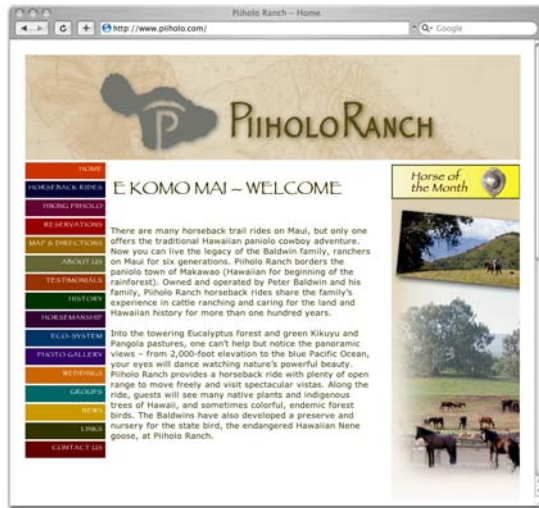 Piiholo Ranch – Home
http://www.piiholo.com/
Google
P
PIIHOLO RANCH
HOME
HORSEBACK RIDES
HIKING PIIHOLO
RESERVATIONS
MAP & DIRECTIONS
ABOUT US
TESTIMONIALS
HISTORY
HORSEMANSHIP
ECO-SYSTEM
PHOTO GALLERY
WEDDINGS
GROUPS
NEWS
LINKS
CONTACT US
E KOMO MAI – WELCOME
There are many horseback trail rides on Maui, but only one
offers the traditional Hawaiian paniolo cowboy adventure.
Now you can live the legacy of the Baldwin family, ranchers
on Maui for six generations. Piiholo Ranch borders the
paniolo town of Makawao (Hawaiian for beginning of the
rainforest). Owned and operated by Peter Baldwin and his
family, Piiholo Ranch horseback rides share the family's
experience in cattle ranching and caring for the land and
Hawaiian history for more than one hundred years.
Into the towering Eucalyptus forest and green Kikuyu and
Pangola pastures, one can't help but notice the panoramic
views – from 2,000-foot elevation to the blue Pacific Ocean,
your eyes will dance watching nature's powerful beauty.
Piiholo Ranch provides a horseback ride with plenty of open
range to move freely and visit spectacular vistas. Along the
ride, guests will see many native plants and indigenous
trees of Hawaii, and sometimes colorful, endemic forest
birds. The Baldwins have also developed a preserve and
nursery for the state bird, the endangered Hawaiian Nene
goose, at Piiholo Ranch.
Horse of
the Month